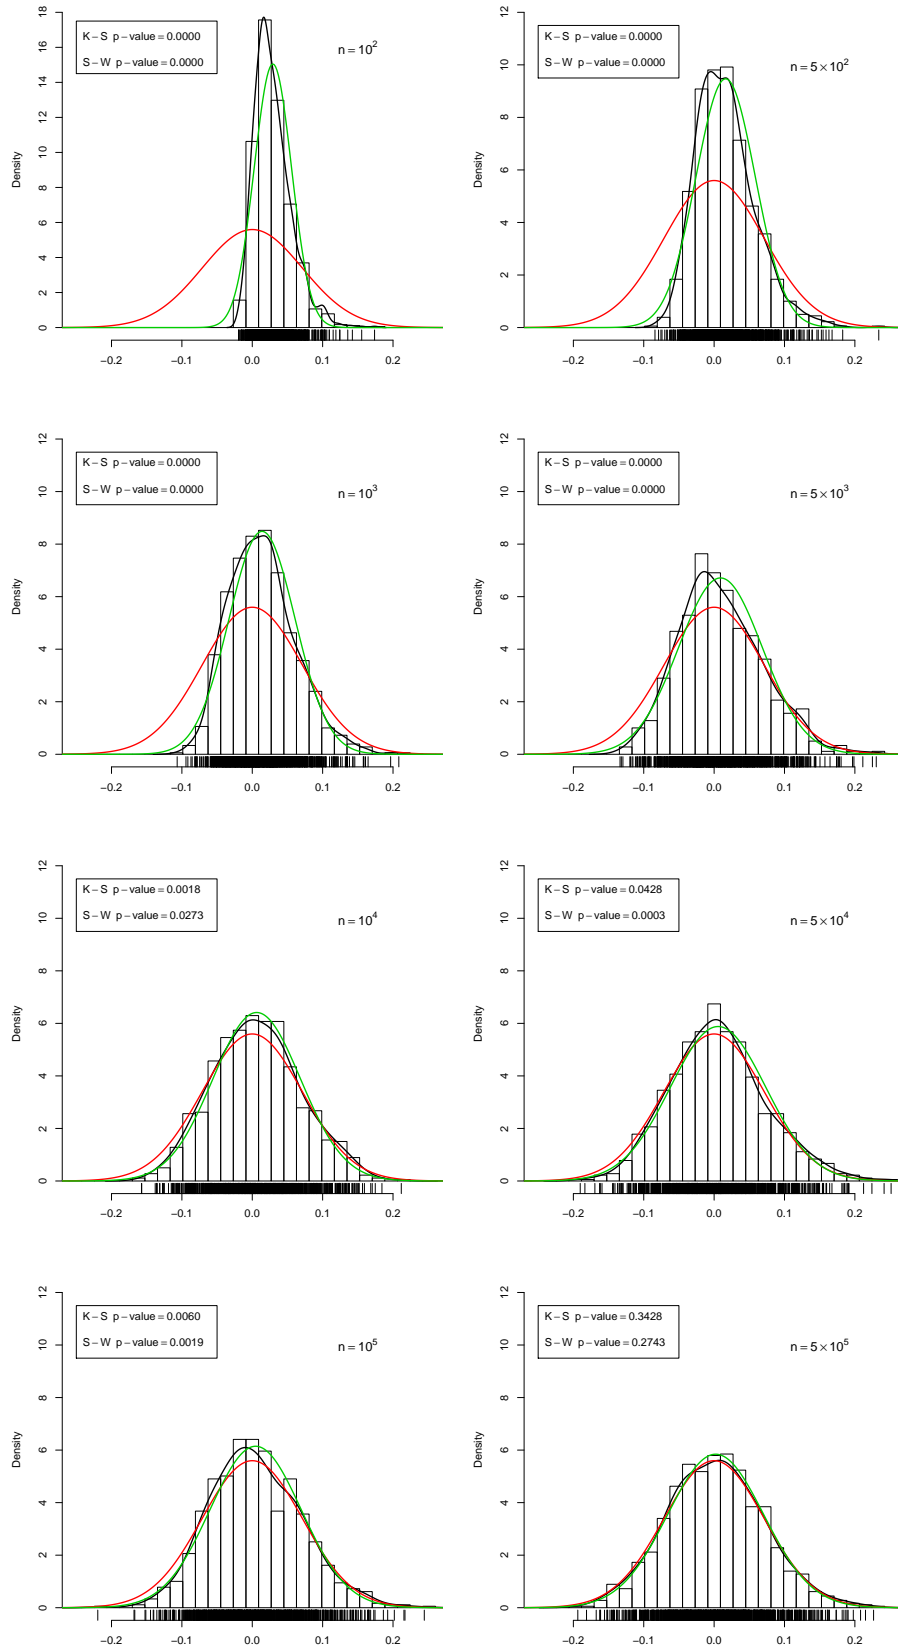 K−S p−value=0.0000
S−W p−value=0.0000
n=10^2
Density
0 2 4 6 8 10 12 14 16 18
−0.2 −0.1 0.0 0.1 0.2
K−S p−value=0.0000
S−W p−value=0.0000
n=5×10^2
Density
0 2 4 6 8 10 12
−0.2 −0.1 0.0 0.1 0.2
K−S p−value=0.0000
S−W p−value=0.0000
n=10^3
Density
0 2 4 6 8 10 12
−0.2 −0.1 0.0 0.1 0.2
K−S p−value=0.0000
S−W p−value=0.0000
n=5×10^3
Density
0 2 4 6 8 10 12
−0.2 −0.1 0.0 0.1 0.2
K−S p−value=0.0018
S−W p−value=0.0273
n=10^4
Density
0 2 4 6 8 10 12
−0.2 −0.1 0.0 0.1 0.2
K−S p−value=0.0428
S−W p−value=0.0003
n=5×10^4
Density
0 2 4 6 8 10 12
−0.2 −0.1 0.0 0.1 0.2
K−S p−value=0.0060
S−W p−value=0.0019
n=10^5
Density
0 2 4 6 8 10 12
−0.2 −0.1 0.0 0.1 0.2
K−S p−value=0.3428
S−W p−value=0.2743
n=5×10^5
Density
0 2 4 6 8 10 12
−0.2 −0.1 0.0 0.1 0.2